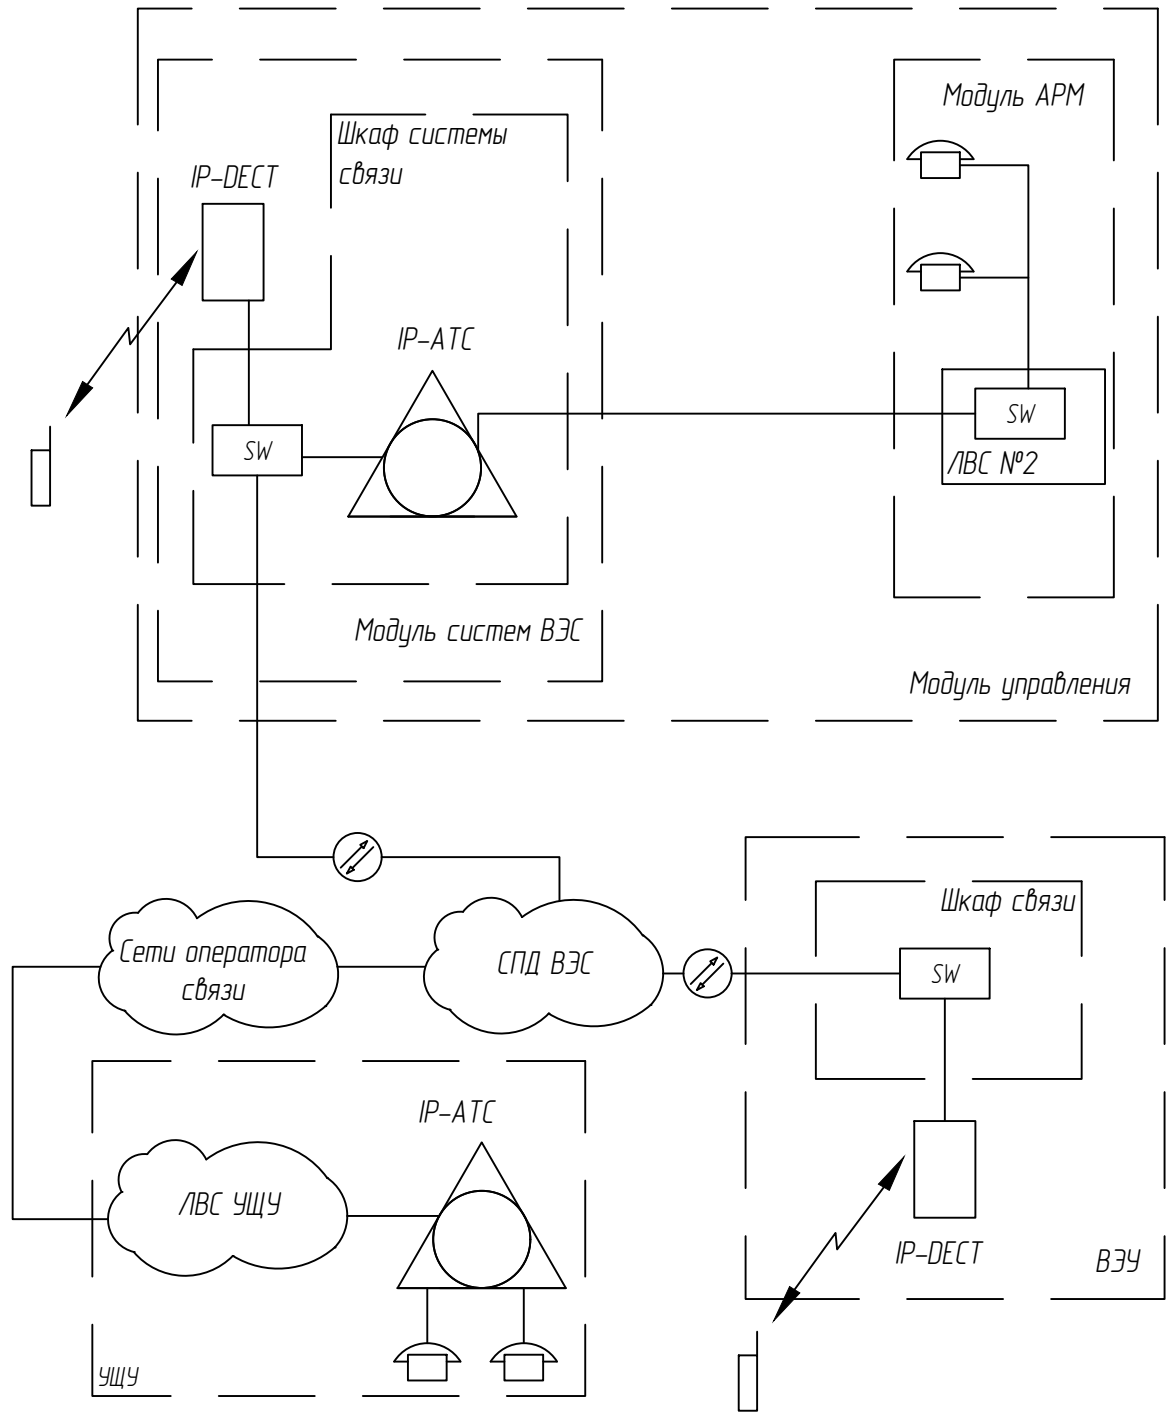 Модуль АРМ
Шкаф системы
связи
IP-DECT
IP-АТС
SW
SW
ЛВС №2
Модуль систем ВЭС
Модуль управления
Шкаф связи
Сети оператора
связи
СПД ВЭС
SW
IP-АТС
ЛВС УЩУ
IP-DECT
ВЭУ
УЩУ